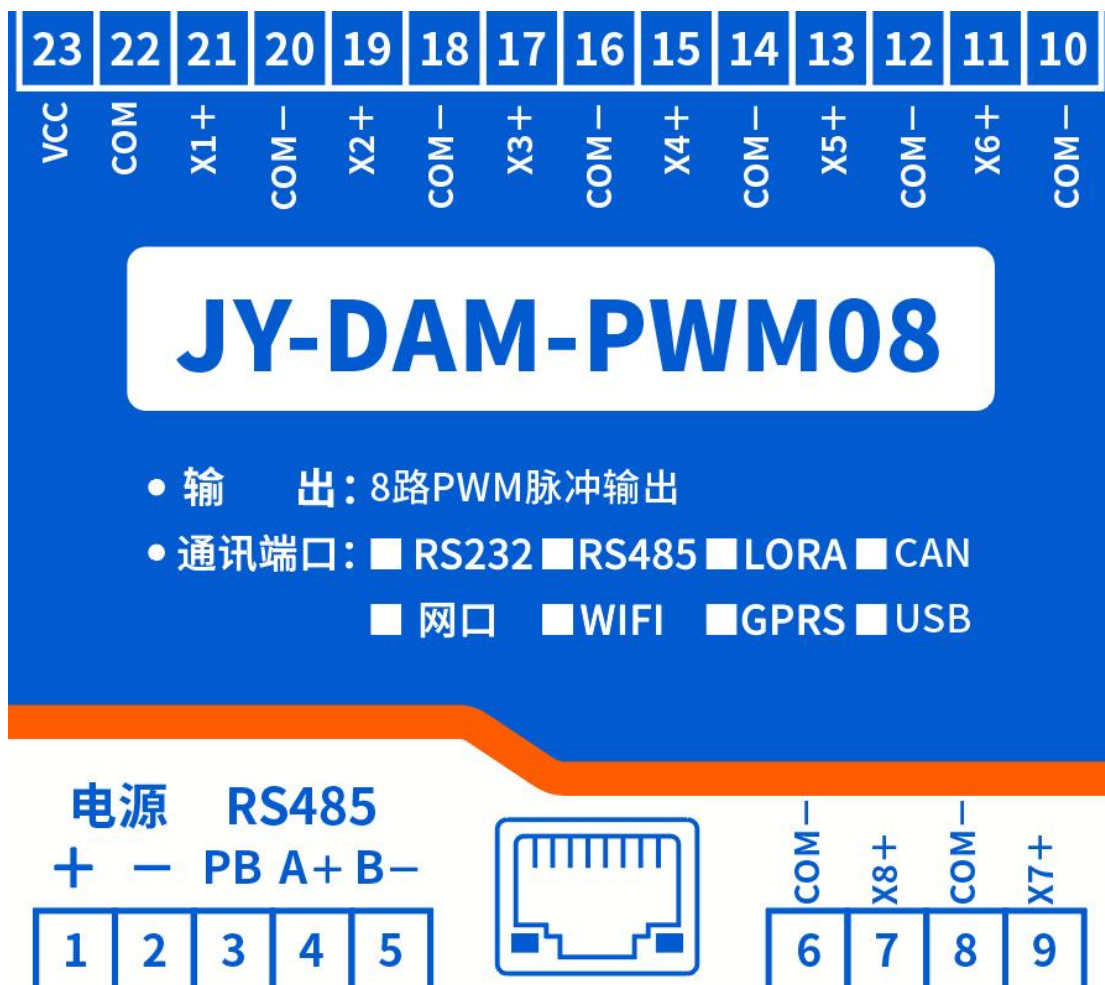 23 22 21 20 19 18 17 16 15 14 13 12 11 10
VCC COM X1+ COM− X2+ COM− X3+ COM− X4+ COM− X5+ COM− X6+ COM−
JY-DAM-PWM08
● 输 出：8路PWM脉冲输出
● 通讯端口：■ RS232 ■ RS485 ■ LORA ■ CAN
■ 网口 ■ WIFI ■ GPRS ■ USB
电源 RS485
+ − PB A+ B−
COM− X8+ COM− X7+
1 2 3 4 5 6 7 8 9